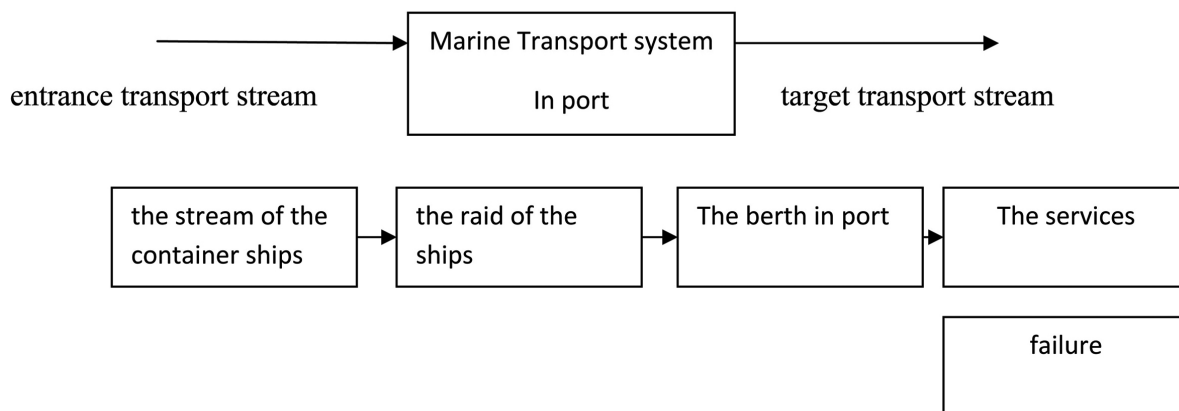 Marine Transport system
In port
entrance transport stream
target transport stream
the stream of the
container ships
the raid of the
ships
The berth in port
The services
failure